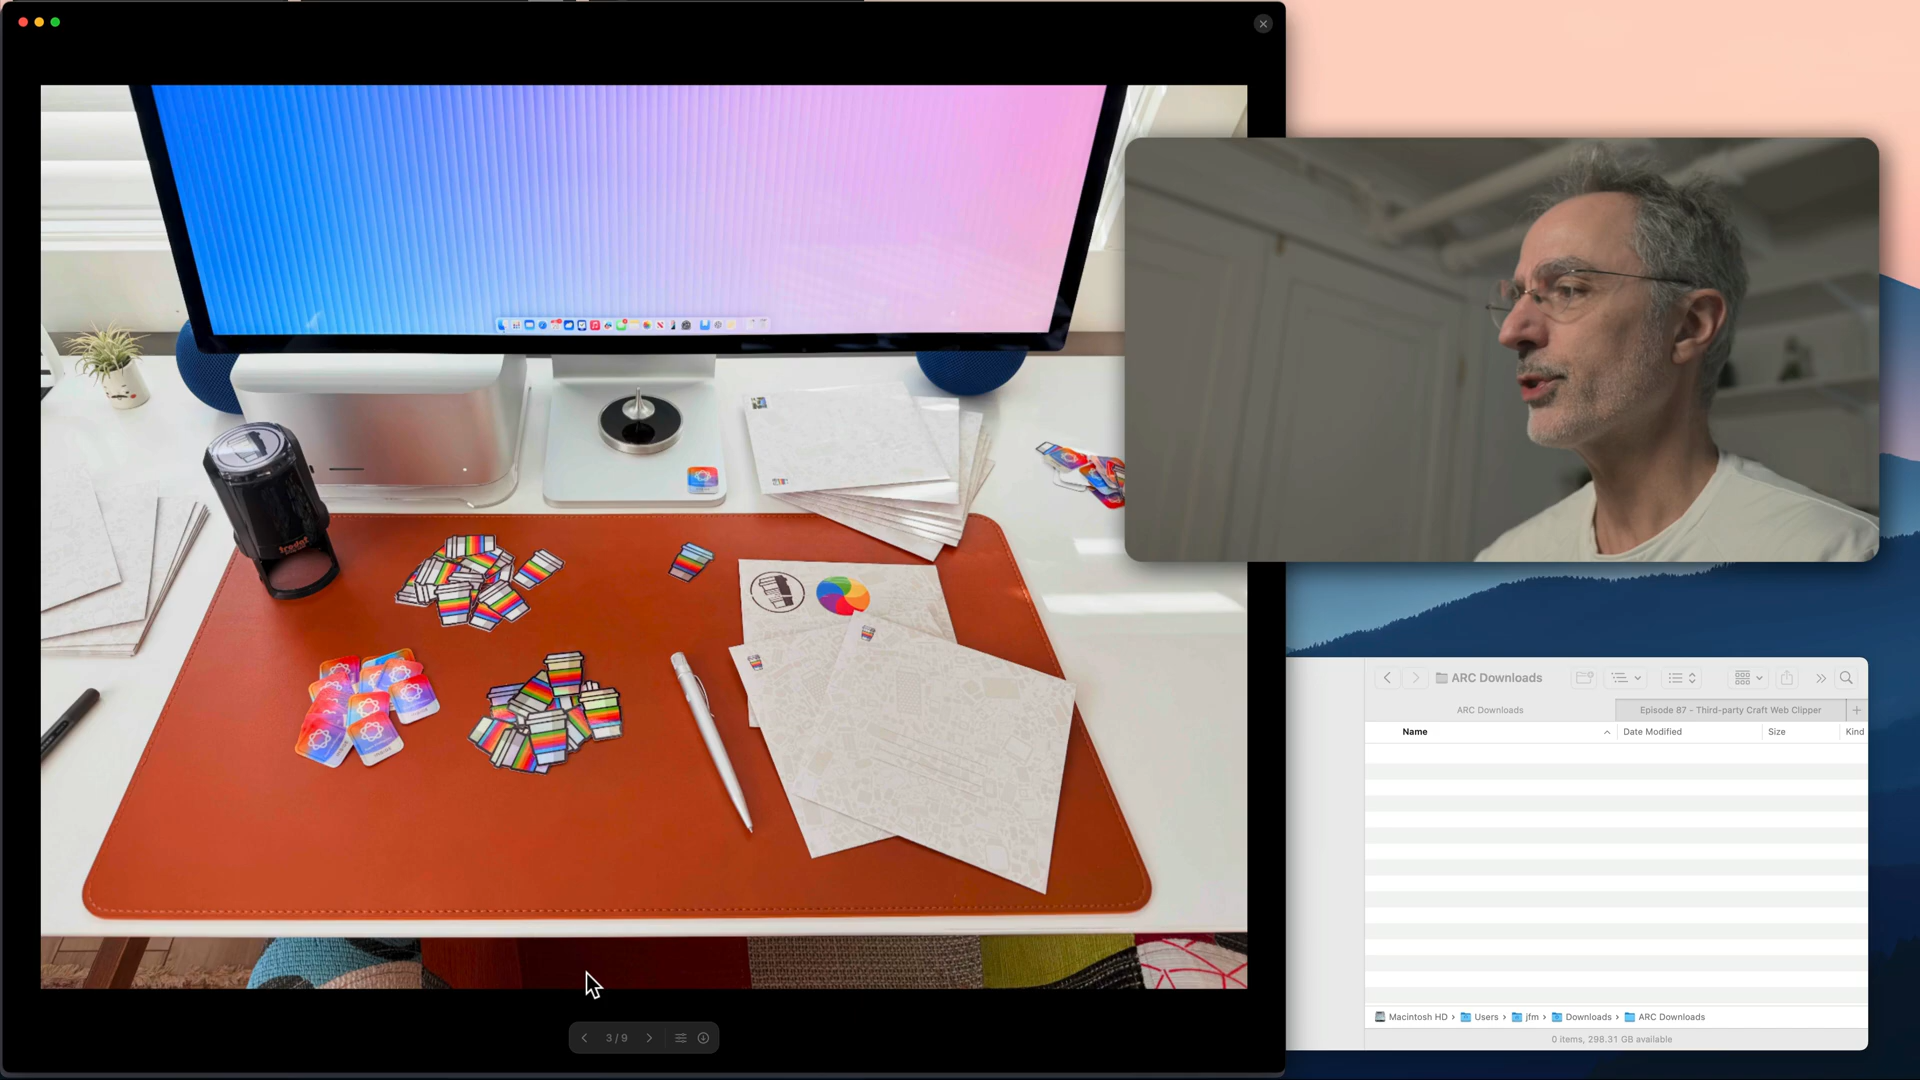 trodat
3 / 9
ARC Downloads
ARC Downloads
Episode 87 - Third-party Craft Web Clipper
Name
Date Modified
Size
Kind
Macintosh HD › Users › jfm › Downloads › ARC Downloads
0 items, 298.31 GB available